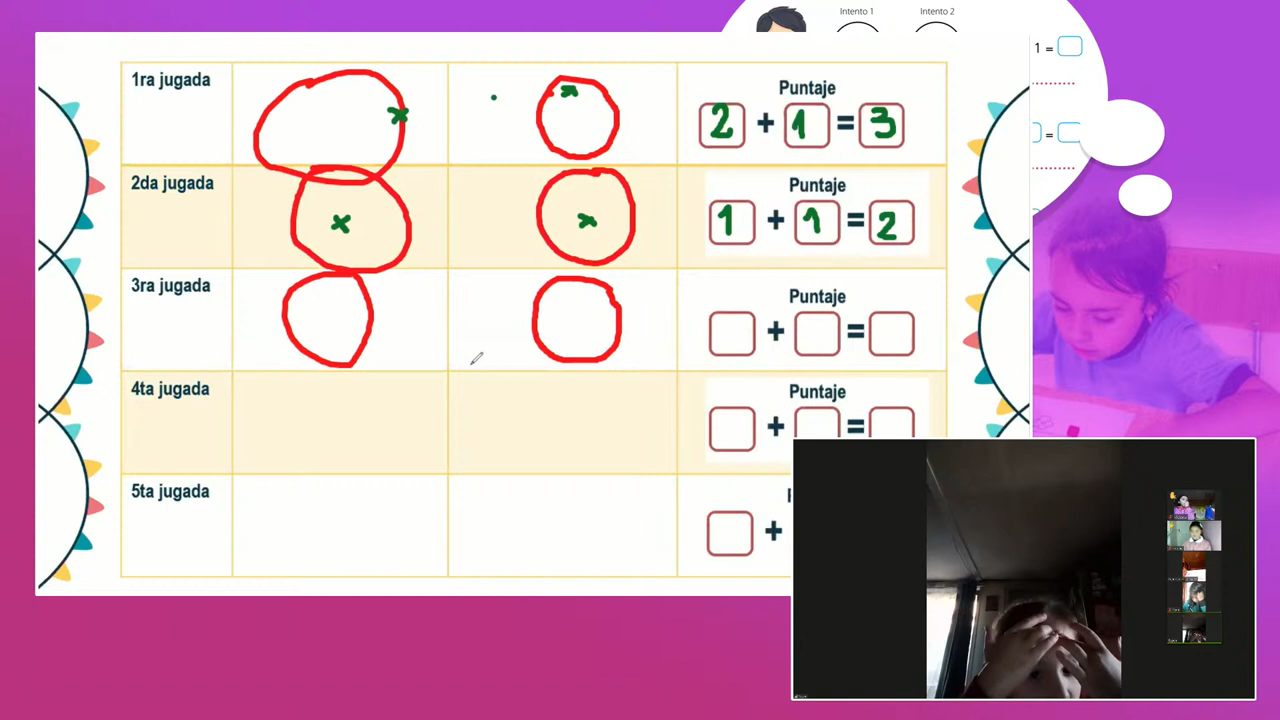 Intento 1 Intento 2
1 =
=
1ra jugada
Puntaje
2 + 1 = 3
2da jugada
Puntaje
1 + 1 = 2
3ra jugada
Puntaje
+ =
4ta jugada
Puntaje
+ =
5ta jugada
+